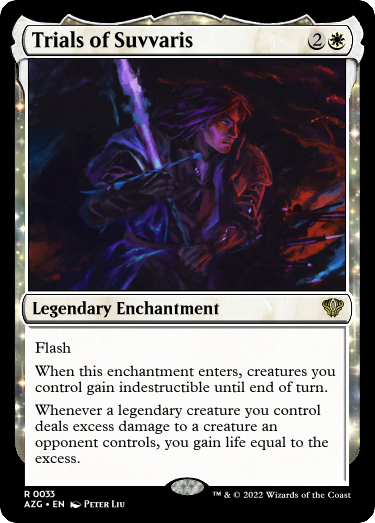 Trials of Suvvaris 2
Legendary Enchantment
Flash
When this enchantment enters, creatures you
control gain indestructible until end of turn.
Whenever a legendary creature you control
deals excess damage to a creature an
opponent controls, you gain life equal to the
excess.
R 0033
AZG • EN Peter Liu
™ & © 2022 Wizards of the Coast